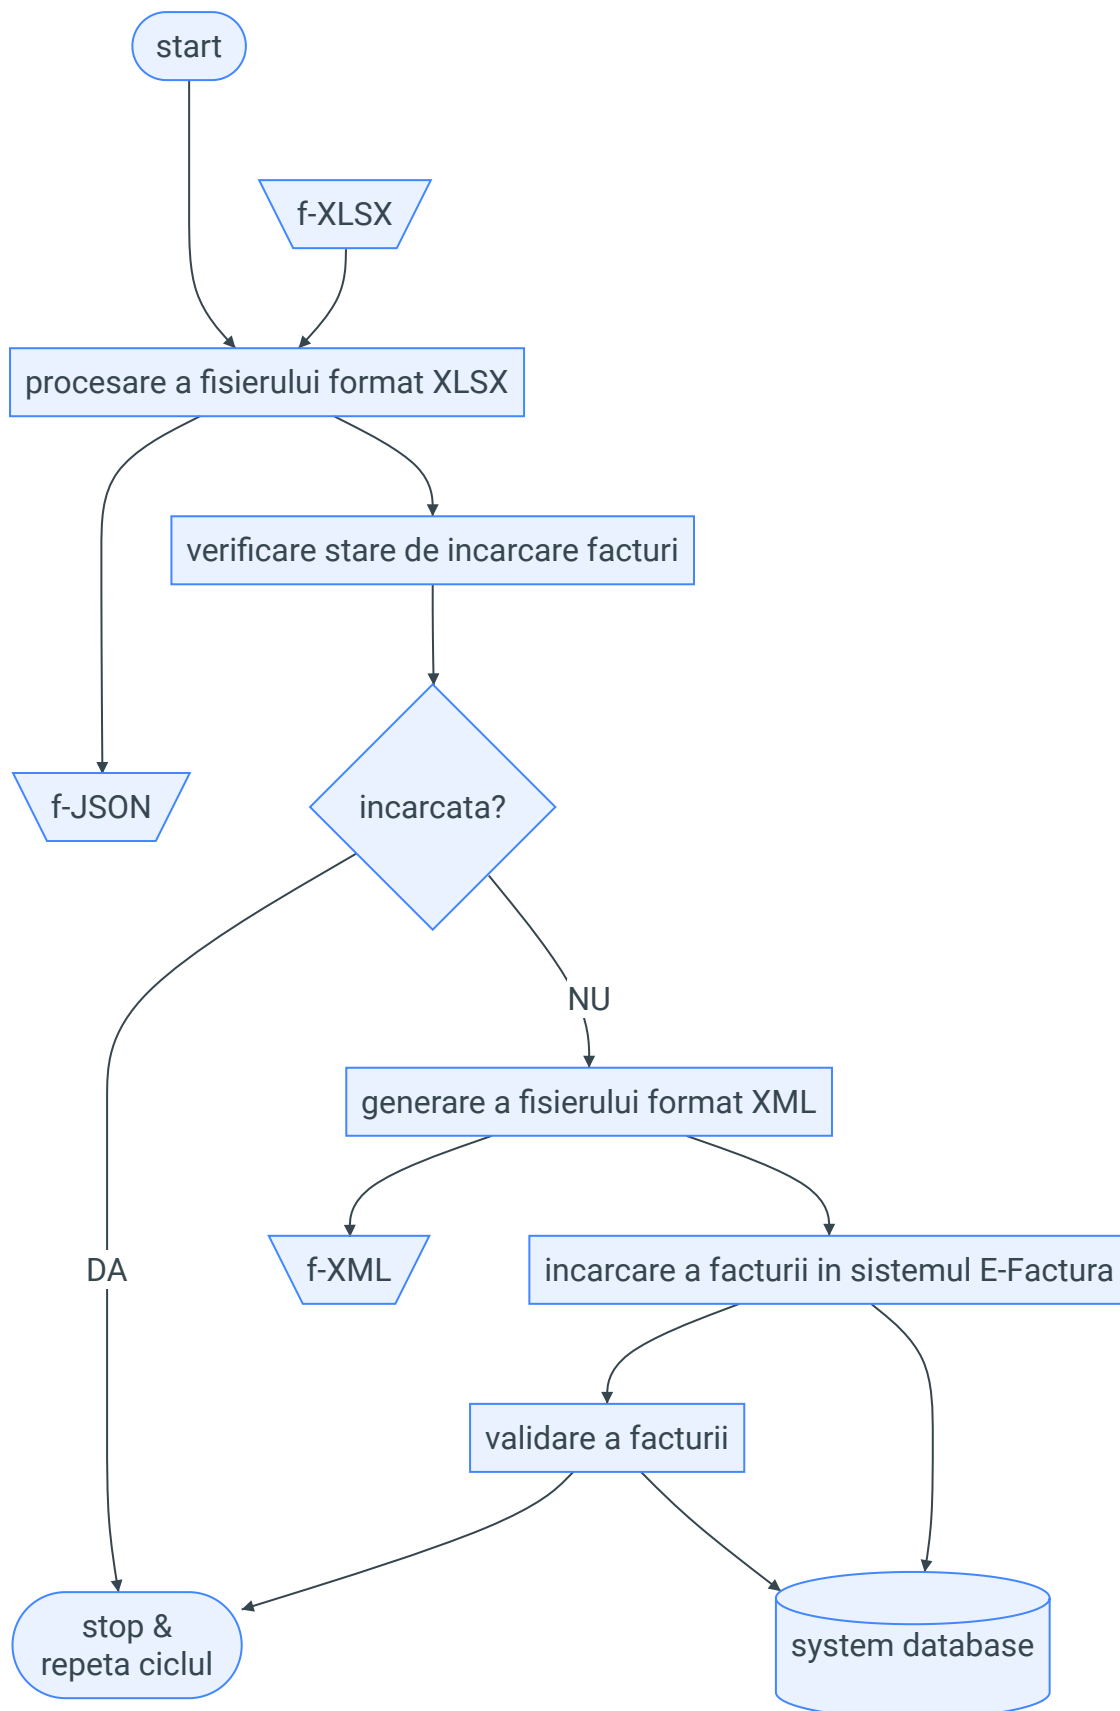 start
f-XLSX
procesare a fisierului format XLSX
verificare stare de incarcare facturi
f-JSON
incarcata?
NU
generare a fisierului format XML
DA
f-XML
incarcare a facturii in sistemul E-Factura
validare a facturii
stop &
repeta ciclul
system database